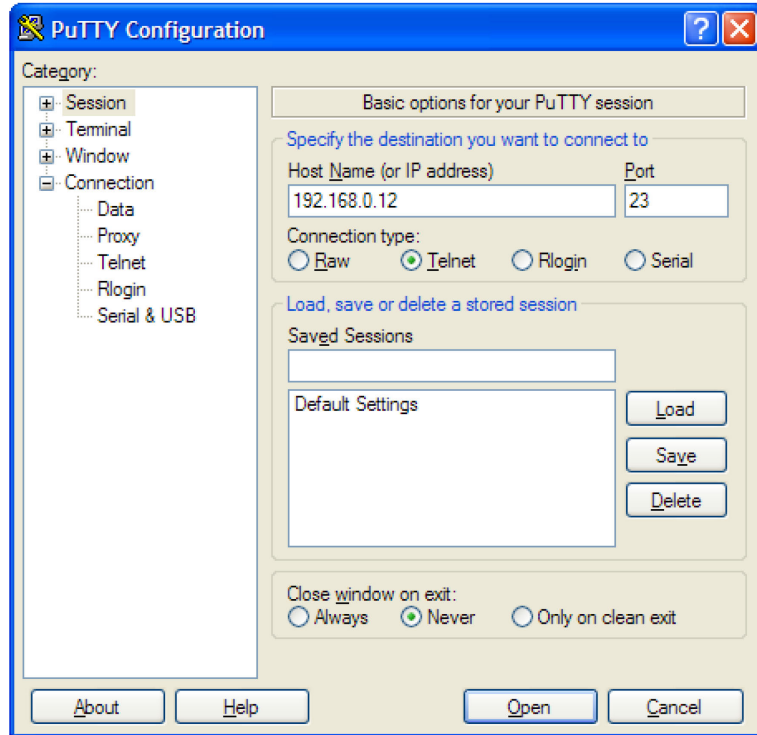 PuTTY Configuration
Category:
Session
Terminal
Window
Connection
Data
Proxy
Telnet
Rlogin
Serial & USB
Basic options for your PuTTY session
Specify the destination you want to connect to
Host Name (or IP address) Port
192.168.0.12 23
Connection type:
Raw Telnet Rlogin Serial
Load, save or delete a stored session
Saved Sessions
Default Settings
Load
Save
Delete
Close window on exit:
Always Never Only on clean exit
About Help Open Cancel